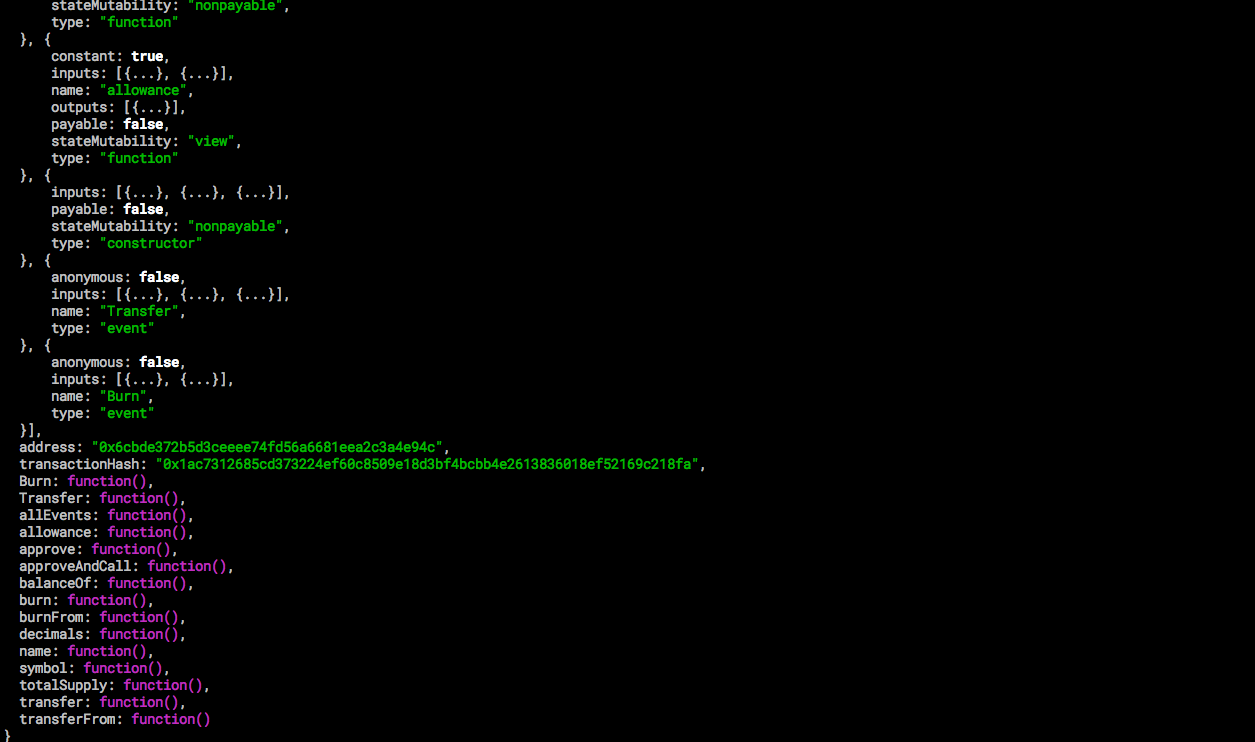 stateMutability: "nonpayable",
type: "function"
}, {
constant: true,
inputs: [{...}, {...}],
name: "allowance",
outputs: [{...}],
payable: false,
stateMutability: "view",
type: "function"
}, {
inputs: [{...}, {...}, {...}],
payable: false,
stateMutability: "nonpayable",
type: "constructor"
}, {
anonymous: false,
inputs: [{...}, {...}, {...}],
name: "Transfer",
type: "event"
}, {
anonymous: false,
inputs: [{...}, {...}],
name: "Burn",
type: "event"
}],
address: "0x6cbde372b5d3ceeee74fd56a6681eea2c3a4e94c",
transactionHash: "0x1ac7312685cd373224ef60c8509e18d3bf4bcbb4e2613836018ef52169c218fa",
Burn: function(),
Transfer: function(),
allEvents: function(),
allowance: function(),
approve: function(),
approveAndCall: function(),
balanceOf: function(),
burn: function(),
burnFrom: function(),
decimals: function(),
name: function(),
symbol: function(),
totalSupply: function(),
transfer: function(),
transferFrom: function()
}